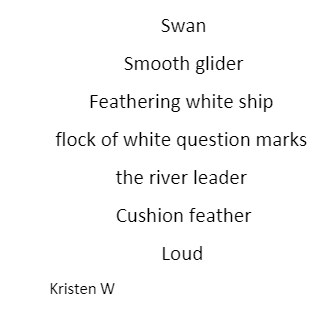 Swan
Smooth glider
Feathering white ship
flock of white question marks
the river leader
Cushion feather
Loud
Kristen W